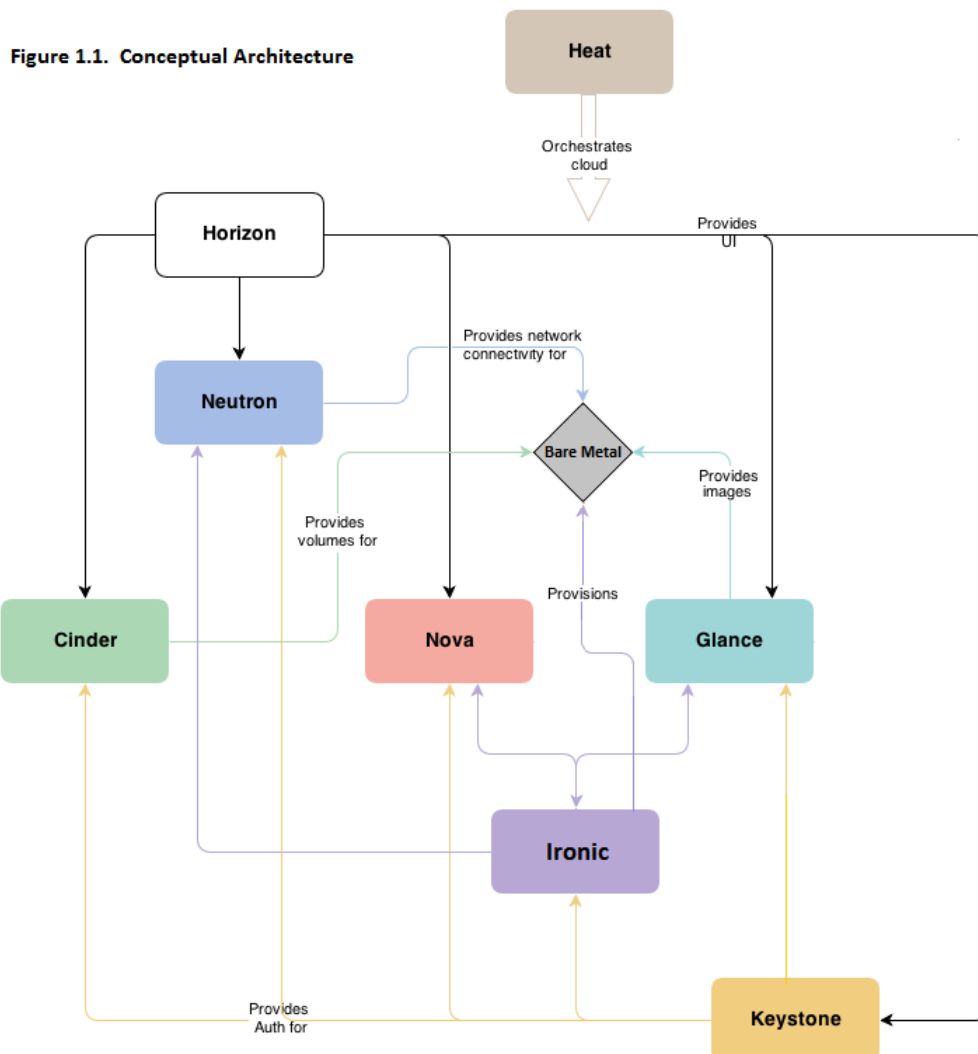 Figure 1.1.  Conceptual Architecture
Heat
Orchestrates
cloud
Horizon
Provides
UI
Provides network
connectivity for
Neutron
Bare Metal
Provides
images
Provides
volumes for
Provisions
Cinder
Nova
Glance
Ironic
Provides
Auth for
Keystone